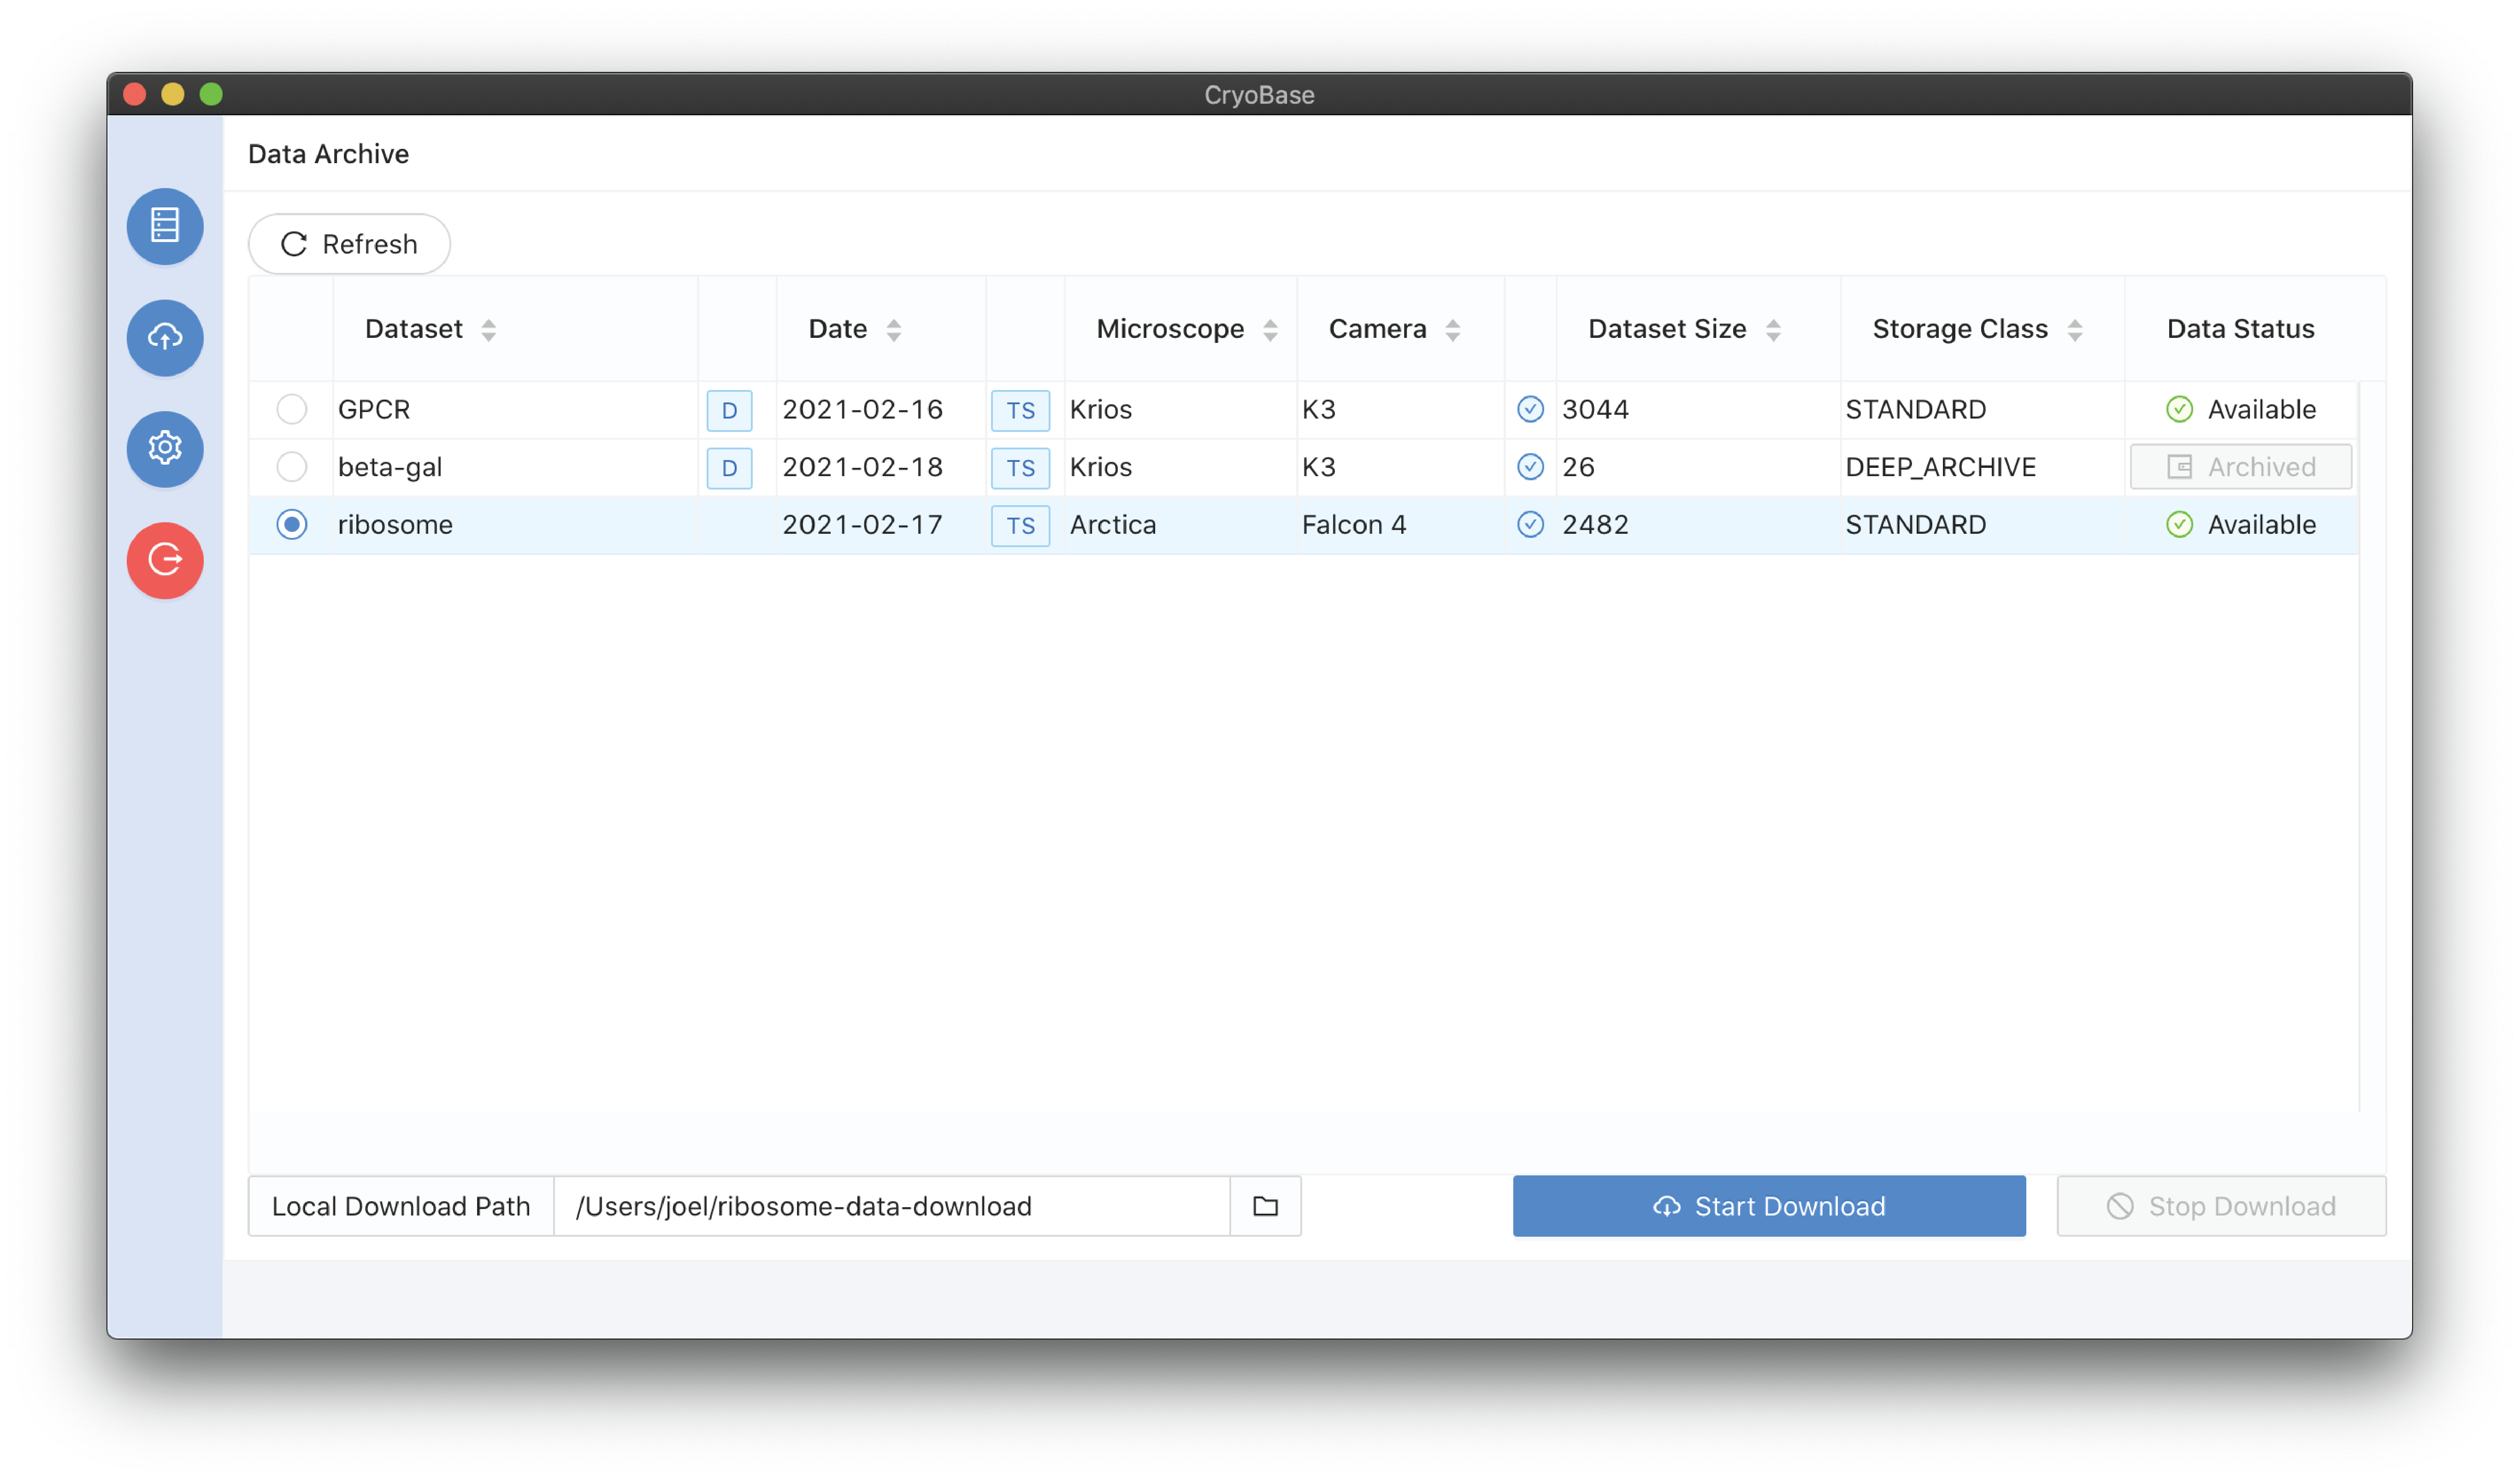 CryoBase
Data Archive
Refresh
Dataset Date Microscope Camera Dataset Size Storage Class Data Status
GPCR D 2021-02-16 TS Krios K3 3044 STANDARD Available
beta-gal D 2021-02-18 TS Krios K3 26 DEEP_ARCHIVE Archived
ribosome 2021-02-17 TS Arctica Falcon 4 2482 STANDARD Available
Local Download Path /Users/joel/ribosome-data-download Start Download Stop Download